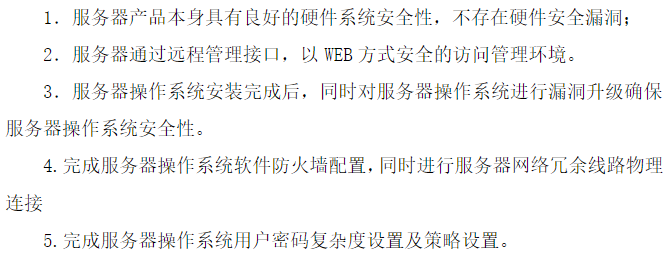 1．服务器产品本身具有良好的硬件系统安全性，不存在硬件安全漏洞；
2．服务器通过远程管理接口，以 WEB 方式安全的访问管理环境。
3．服务器操作系统安装完成后，同时对服务器操作系统进行漏洞升级确保
服务器操作系统安全性。
4.完成服务器操作系统软件防火墙配置，同时进行服务器网络冗余线路物理
连接
5.完成服务器操作系统用户密码复杂度设置及策略设置。